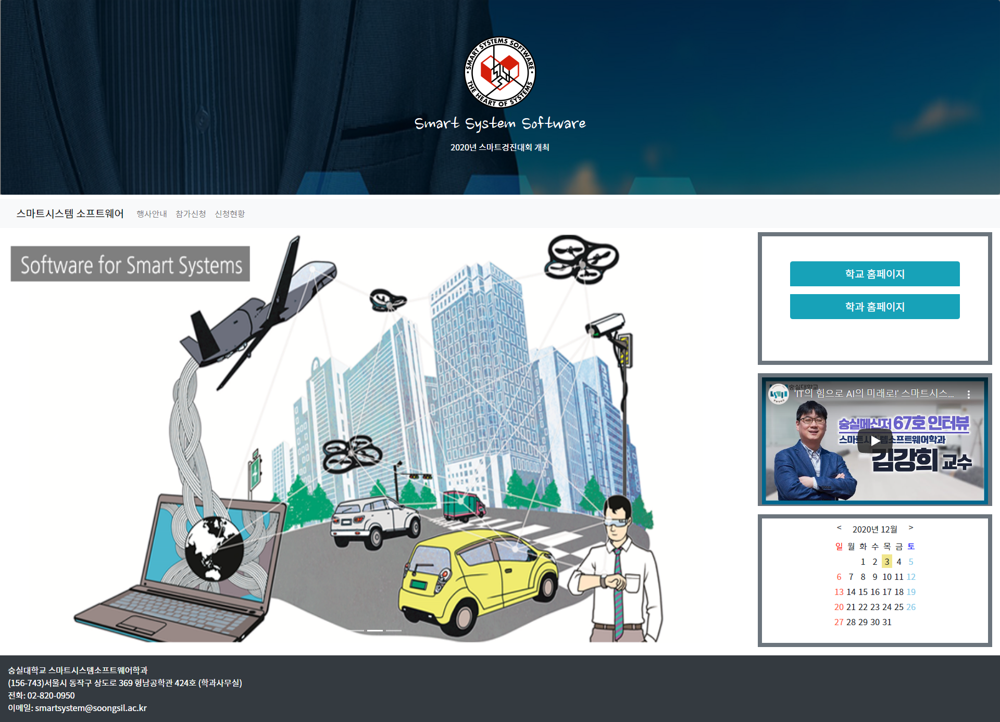 SMART SYSTEMS SOFTWARE
THE HEART OF SYSTEMS
Smart System Software
2020년 스마트경진대회 개최
스마트시스템 소프트웨어 행사안내 참가신청 신청현황
Software for Smart Systems
학교 홈페이지
학과 홈페이지
숭실대학교
'IT의 힘으로 AI의 미래로!' 스마트시스...
숭실메신저 67호 인터뷰
스마트시스템소프트웨어학과
김강희 교수
< 2020년 12월 >
일 월 화 수 목 금 토
1 2 3 4 5
6 7 8 9 10 11 12
13 14 15 16 17 18 19
20 21 22 23 24 25 26
27 28 29 30 31
숭실대학교 스마트시스템소프트웨어학과
(156-743)서울시 동작구 상도로 369 형남공학관 424호 (학과사무실)
전화: 02-820-0950
이메일: smartsystem@soongsil.ac.kr